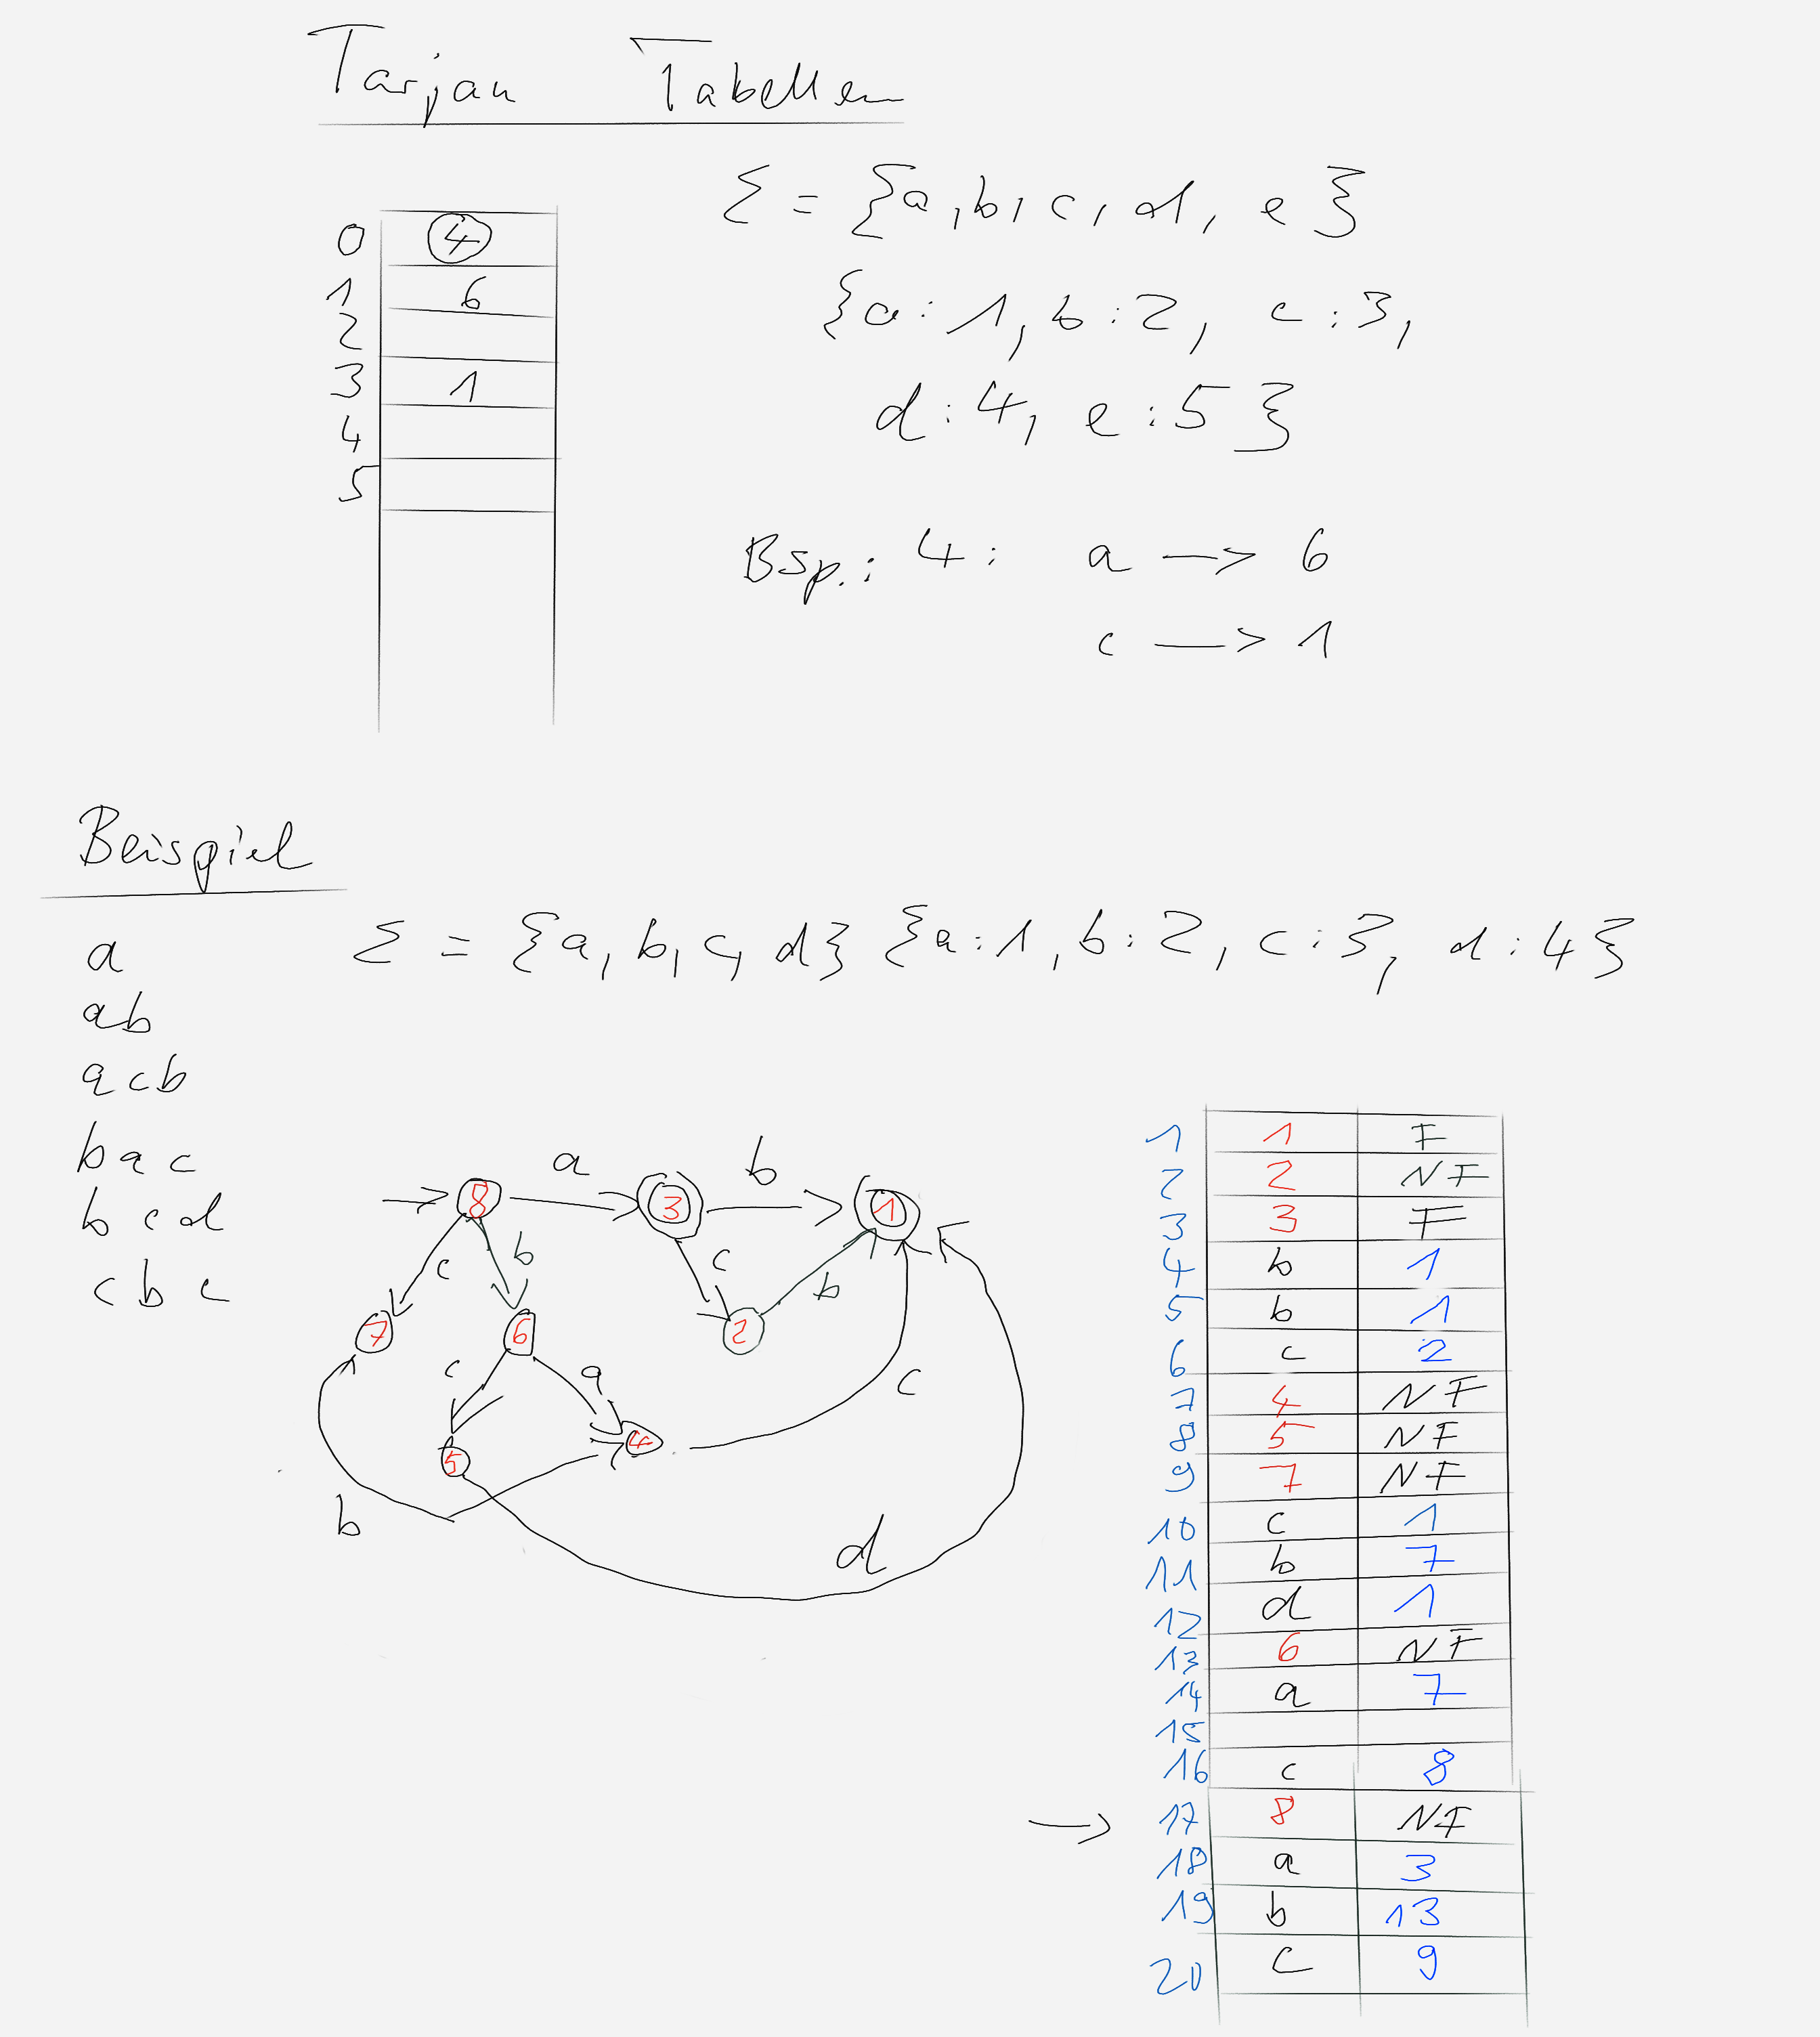 Tarjan Tabellen
Σ = {a, b, c, d, e}
{a:1, b:2, c:3,
d:4, e:5}
0 4
1 6
2
3 1
4
5
Bsp.: 4: a → 6
c → 1
Beispiel
Σ = {a, b, c, d} {a:1, b:2, c:3, d:4}
a
ab
acb
bac
bcd
cbc
→ 8 a 3 b 1
c b c b
7 6 2
c a c
5 4
b d
1 1 F
2 2 NF
3 3 F
4 b 1
5 b 1
6 c 2
7 4 NF
8 5 NF
9 7 NF
10 c 1
11 b 7
12 d 1
13 6 NF
14 a 7
15
16 c 8
→ 17 8 NF
18 a 3
19 b 13
20 c 9